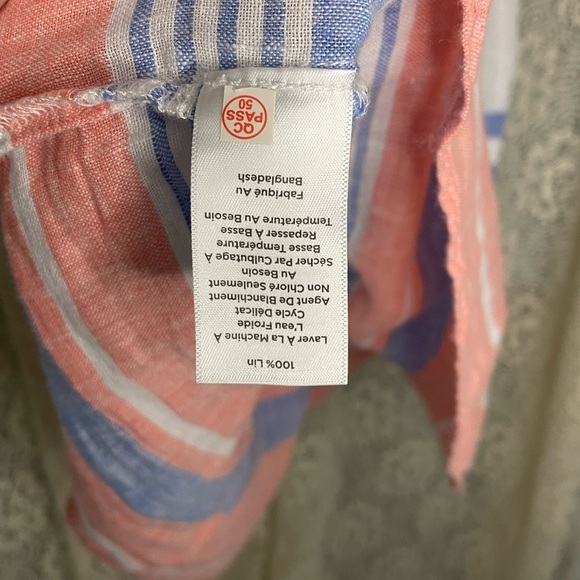 100% Lin
Laver À La Machine À
L'eau Froide
Cycle Délicat
Agent De Blanchiment
Non Chloré Seulement
Au Besoin
Sécher Par Culbutage À
Basse Température
Repasser À Basse
Température Au Besoin
Fabriqué Au
Bangladesh
QC
PASS
50